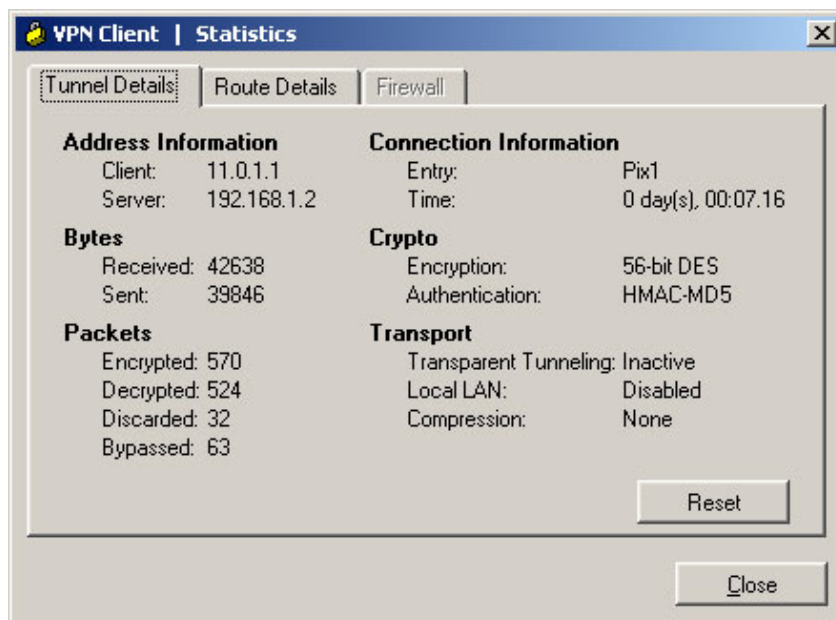 VPN Client | Statistics
Tunnel Details Route Details Firewall
Address Information
Client: 11.0.1.1
Server: 192.168.1.2
Connection Information
Entry: Pix1
Time: 0 day(s), 00:07.16
Bytes
Received: 42638
Sent: 39846
Crypto
Encryption: 56-bit DES
Authentication: HMAC-MD5
Packets
Encrypted: 570
Decrypted: 524
Discarded: 32
Bypassed: 63
Transport
Transparent Tunneling: Inactive
Local LAN: Disabled
Compression: None
Reset
Close